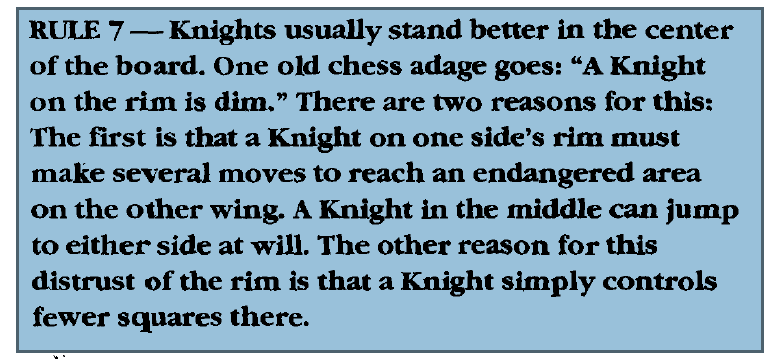 RULE 7 — Knights usually stand better in the center
of the board. One old chess adage goes: “A Knight
on the rim is dim.” There are two reasons for this:
The first is that a Knight on one side’s rim must
make several moves to reach an endangered area
on the other wing. A Knight in the middle can jump
to either side at will. The other reason for this
distrust of the rim is that a Knight simply controls
fewer squares there.